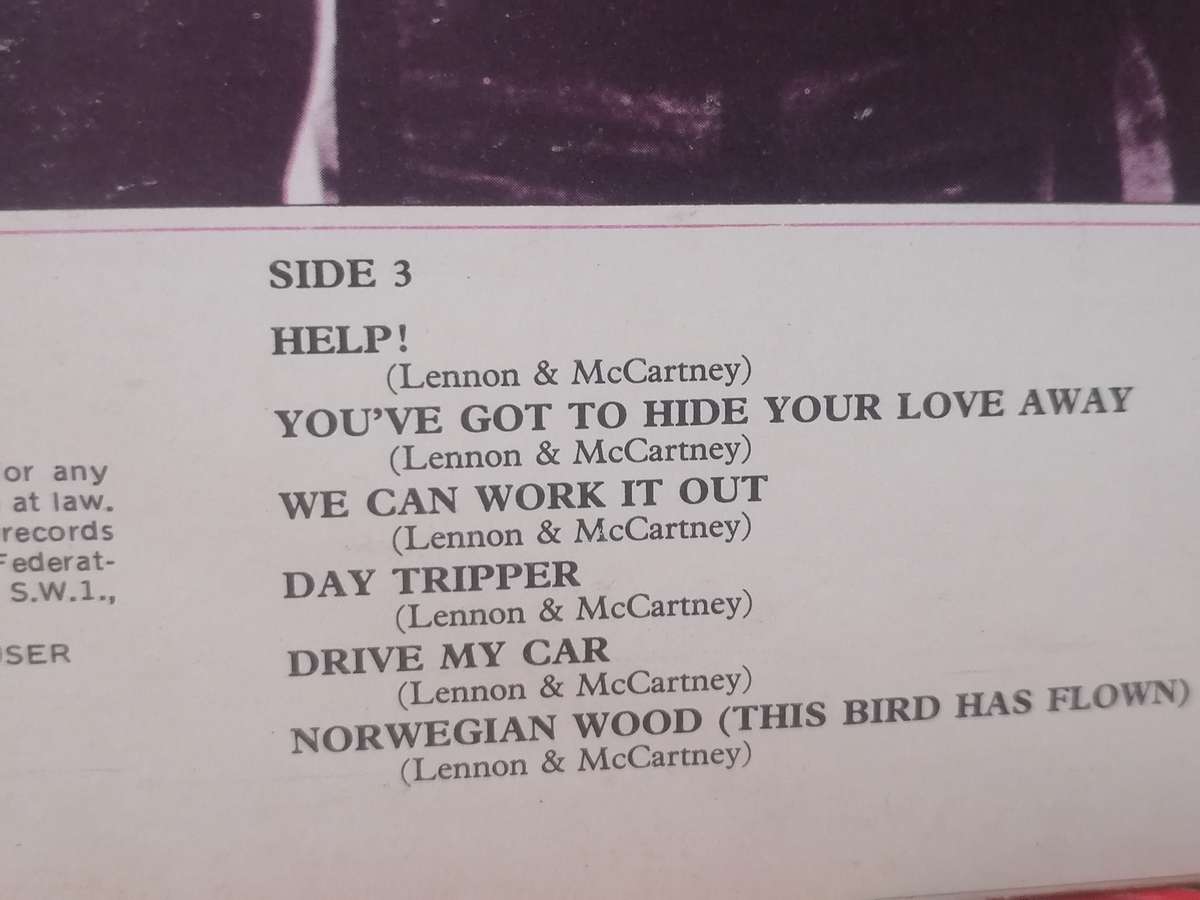 or any
at law.
records
Federat-
S.W.1.,
SIDE 3
HELP!
(Lennon & McCartney)
YOU'VE GOT TO HIDE YOUR LOVE AWAY
(Lennon & McCartney)
WE CAN WORK IT OUT
(Lennon & McCartney)
DAY TRIPPER
(Lennon & McCartney)
DRIVE MY CAR
(Lennon & McCartney)
NORWEGIAN WOOD (THIS BIRD HAS FLOWN)
(Lennon & McCartney)